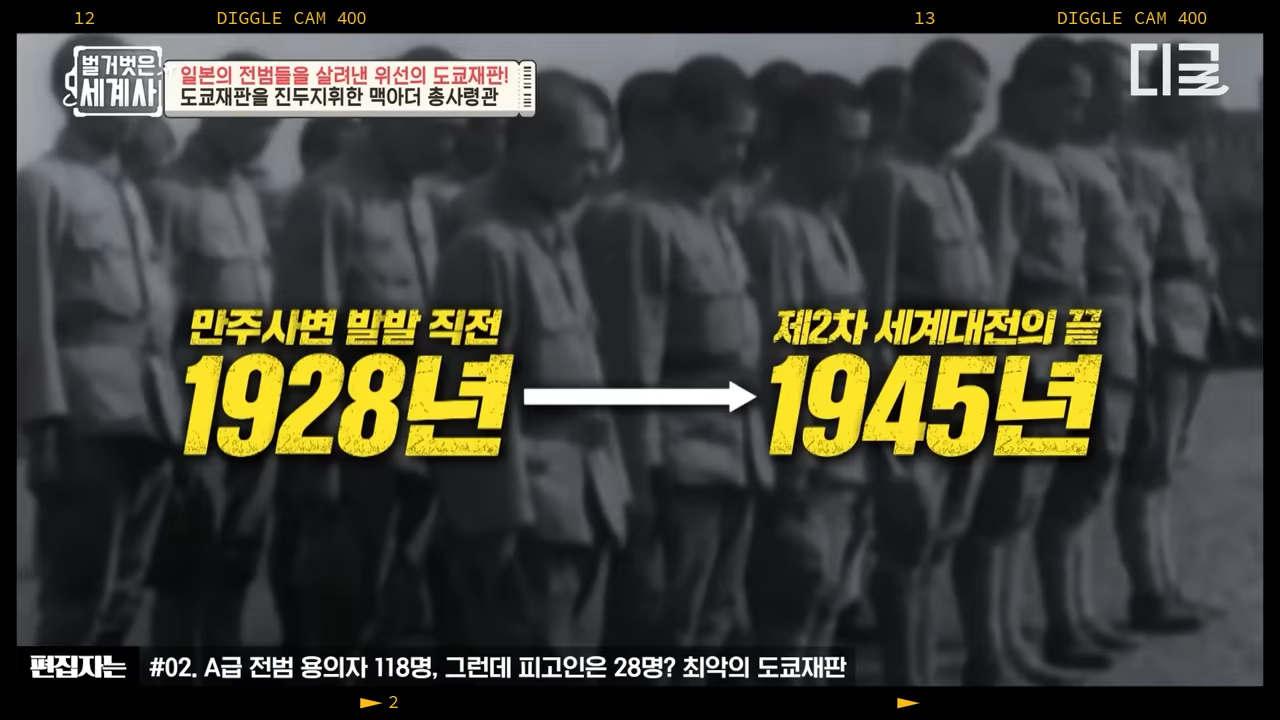 12 DIGGLE CAM 400 13 DIGGLE CAM 400
벌거벗은
세계사
일본의 전범들을 살려낸 위선의 도쿄재판!
도쿄재판을 진두지휘한 맥아더 총사령관
디글
만주사변 발발 직전
1928년
제2차 세계대전의 끝
1945년
편집자는 #02. A급 전범 용의자 118명, 그런데 피고인은 28명? 최악의 도쿄재판
2